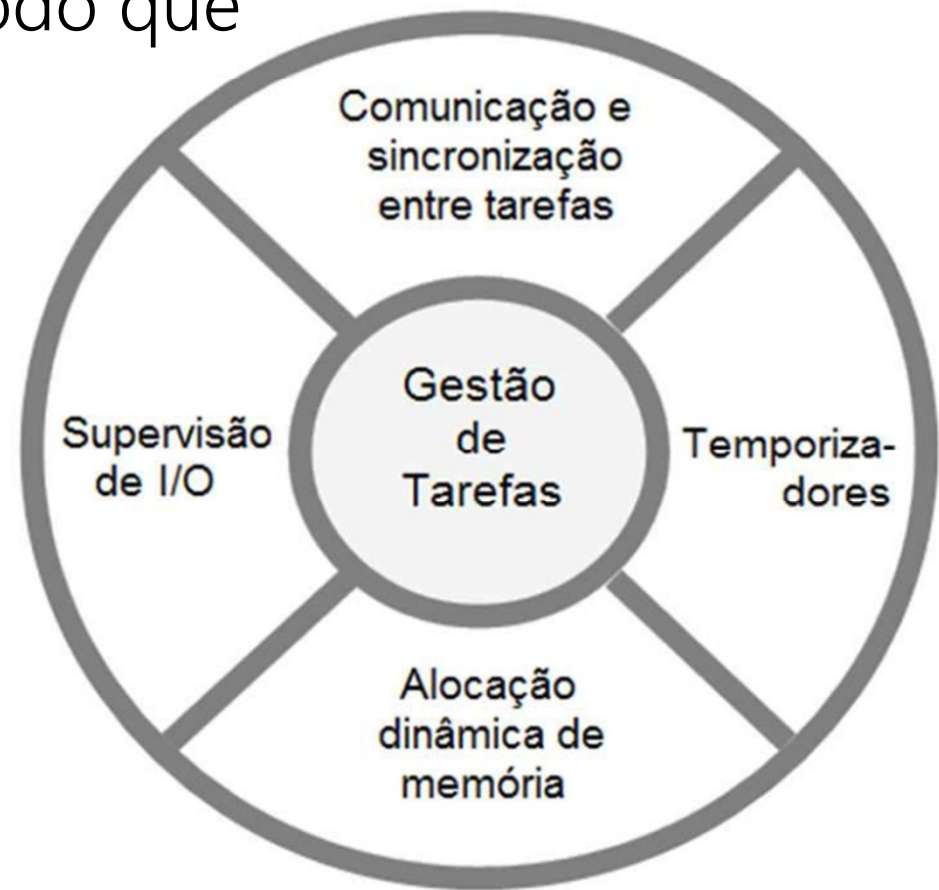 odo que
Comunicação e
sincronização
entre tarefas
Gestão
de
Tarefas
Supervisão
de I/O
Temporiza-
dores
Alocação
dinâmica de
memória